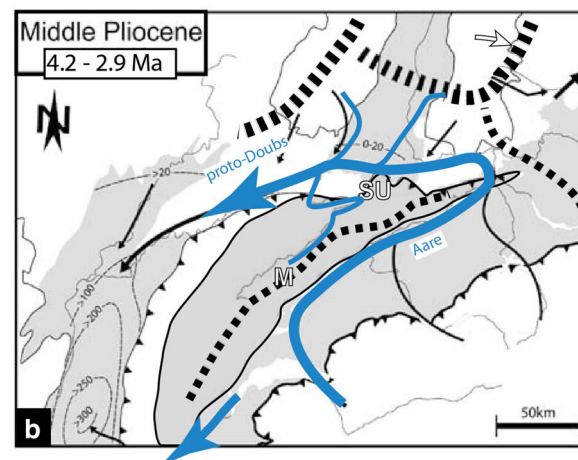 Middle Pliocene
4.2 - 2.9 Ma
N
>20
0-20
proto-Doubs
SU
Aare
M
>100
>200
>250
>300
b
50km